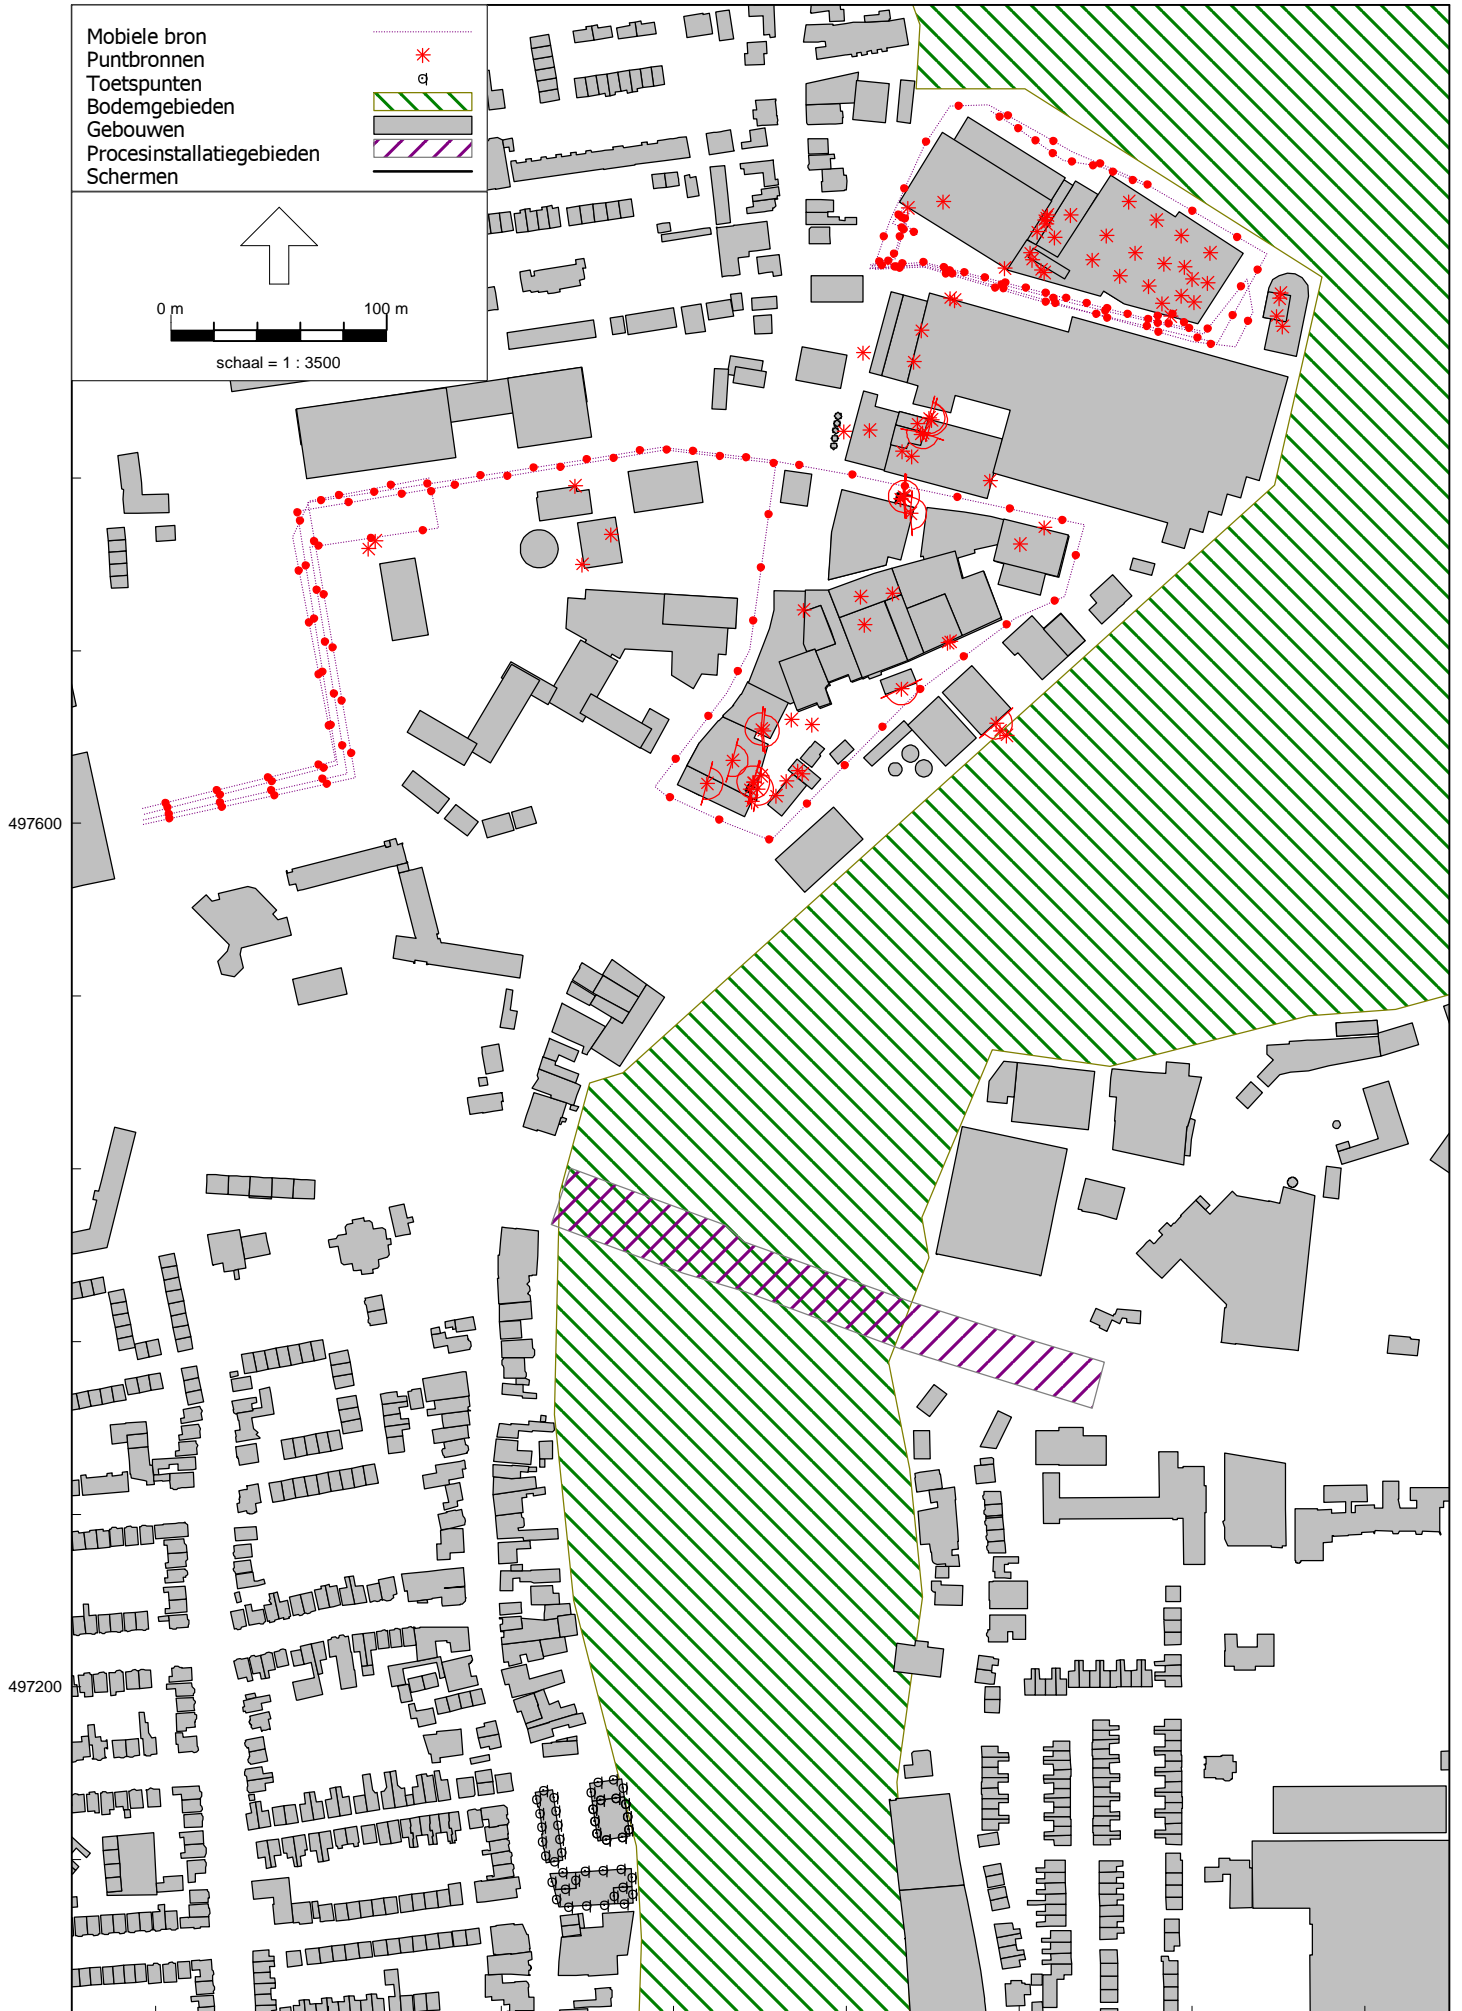 Mobiele bron
Puntbronnen
Toetspunten
Bodemgebieden
Gebouwen
Procesinstallatiegebieden
Schermen
0 m 100 m
schaal = 1 : 3500
497600
497200